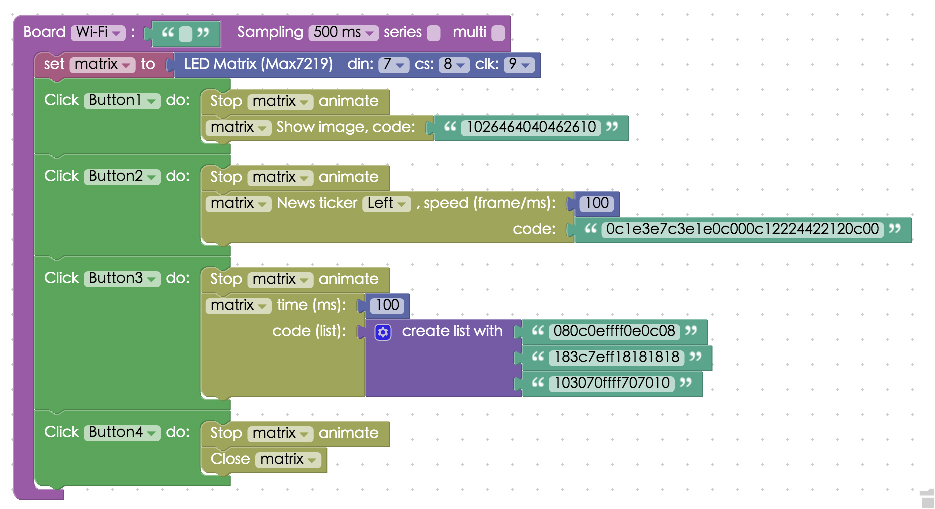 Board Wi-Fi : “ ” Sampling 500 ms series multi
set matrix to LED Matrix (Max7219) din: 7 cs: 8 clk: 9
Click Button1 do: Stop matrix animate
matrix Show image, code: “ 1026464040462610 ”
Click Button2 do: Stop matrix animate
matrix News ticker Left , speed (frame/ms): 100
code: “ 0c1e3e7c3e1e0c000c12224422120c00 ”
Click Button3 do: Stop matrix animate
matrix time (ms): 100
code (list): create list with “ 080c0effff0e0c08 ”
“ 183c7eff18181818 ”
“ 103070ffff707010 ”
Click Button4 do: Stop matrix animate
Close matrix